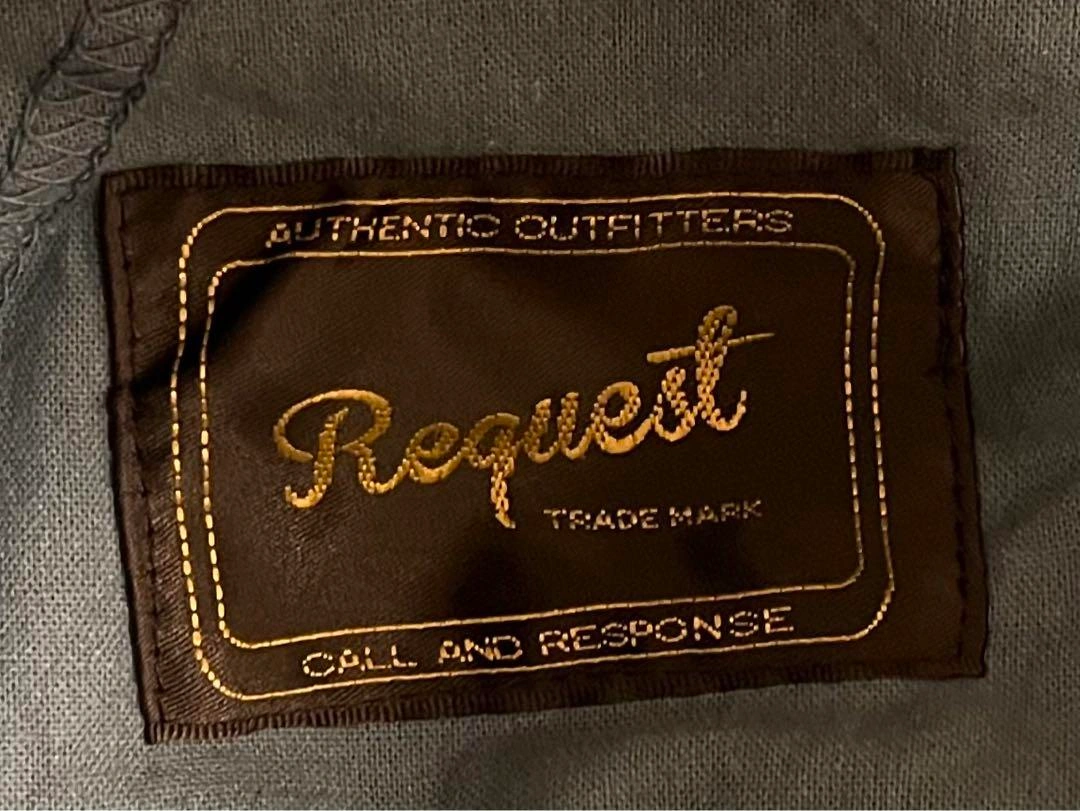 AUTHENTIC OUTFITTERS
Request
TRADE MARK
CALL AND RESPONSE